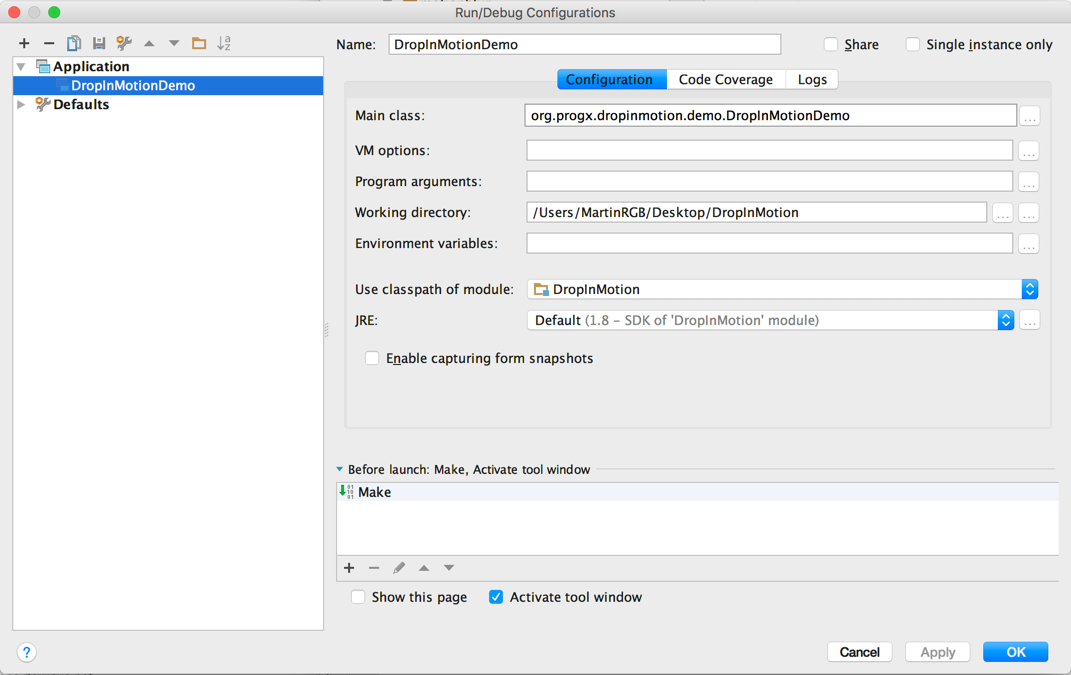 Run/Debug Configurations
Name: DropInMotionDemo Share Single instance only
Application
DropInMotionDemo
Defaults
Configuration Code Coverage Logs
Main class: org.progx.dropinmotion.demo.DropInMotionDemo ...
VM options: ...
Program arguments: ...
Working directory: /Users/MartinRGB/Desktop/DropInMotion ... ...
Environment variables: ...
Use classpath of module: DropInMotion
JRE: Default (1.8 – SDK of 'DropInMotion' module) ...
Enable capturing form snapshots
Before launch: Make, Activate tool window
Make
Show this page Activate tool window
? Cancel Apply OK